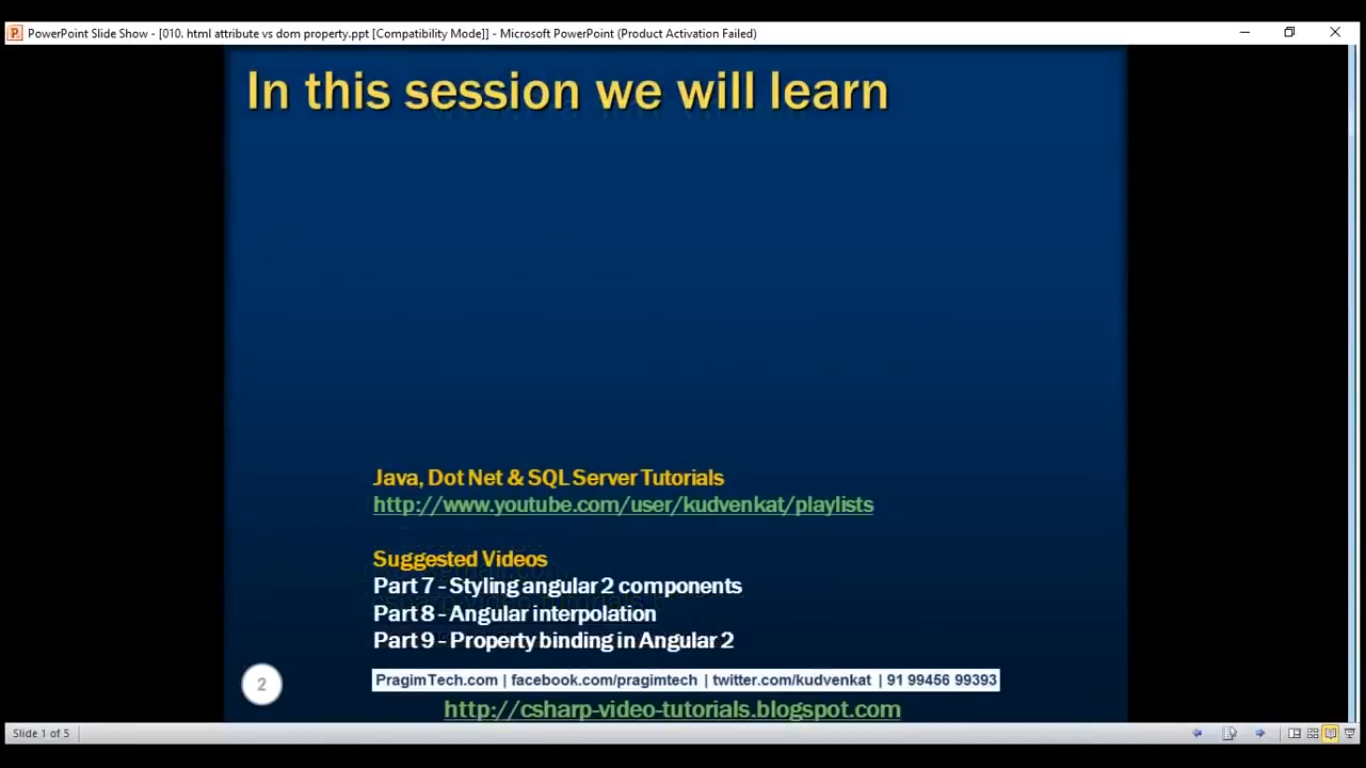 PowerPoint Slide Show - [010. html attribute vs dom property.ppt [Compatibility Mode]] - Microsoft PowerPoint (Product Activation Failed)
In this session we will learn
Java, Dot Net & SQL Server Tutorials
http://www.youtube.com/user/kudvenkat/playlists
Suggested Videos
Part 7 - Styling angular 2 components
Part 8 - Angular interpolation
Part 9 - Property binding in Angular 2
2
PragimTech.com | facebook.com/pragimtech | twitter.com/kudvenkat | 91 99456 99393
http://csharp-video-tutorials.blogspot.com
Slide 1 of 5